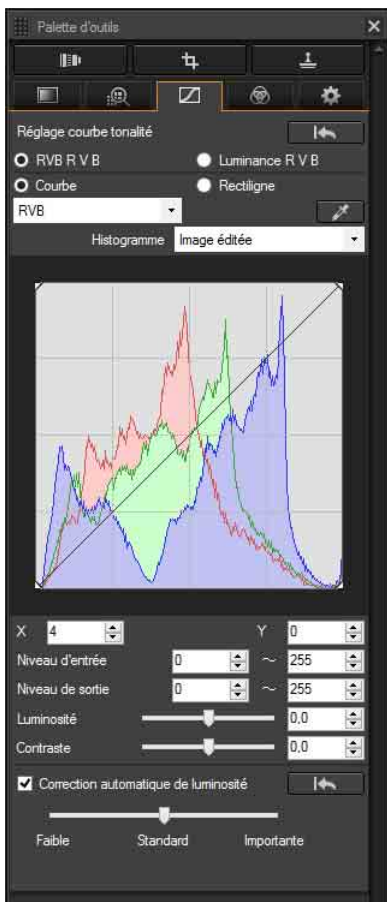 Palette d'outils
Réglage courbe tonalité
RVB R V B Luminance R V B
Courbe Rectiligne
RVB
Histogramme Image éditée
X 4 Y 0
Niveau d'entrée 0 ~ 255
Niveau de sortie 0 ~ 255
Luminosité 0,0
Contraste 0,0
Correction automatique de luminosité
Faible Standard Importante